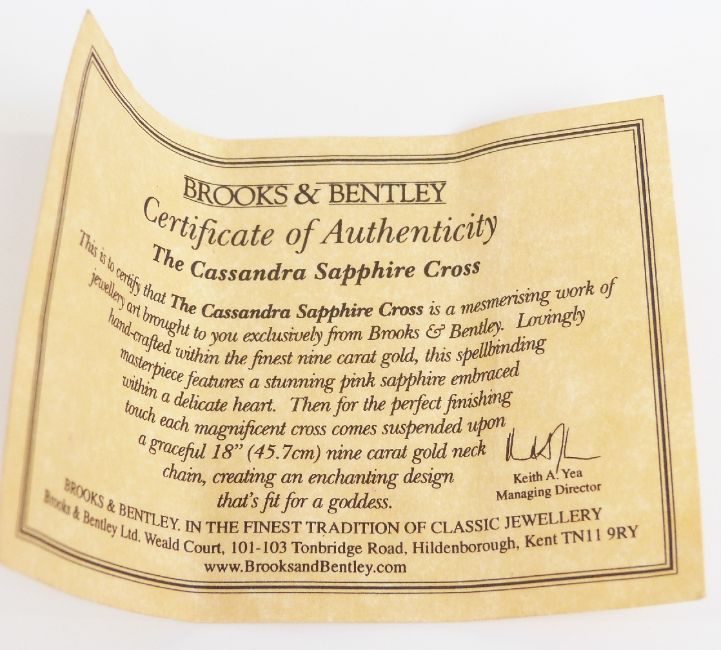 BROOKS & BENTLEY
Certificate of Authenticity
The Cassandra Sapphire Cross
This is to certify that The Cassandra Sapphire Cross is a mesmerising work of
jewellery art brought to you exclusively from Brooks & Bentley. Lovingly
hand-crafted within the finest nine carat gold, this spellbinding
masterpiece features a stunning pink sapphire embraced
within a delicate heart. Then for the perfect finishing
touch each magnificent cross comes suspended upon
a graceful 18" (45.7cm) nine carat gold neck
chain, creating an enchanting design
that's fit for a goddess.
Keith A. Yea
Managing Director
BROOKS & BENTLEY. IN THE FINEST TRADITION OF CLASSIC JEWELLERY
Brooks & Bentley Ltd. Weald Court, 101-103 Tonbridge Road, Hildenborough, Kent TN11 9RY
www.BrooksandBentley.com